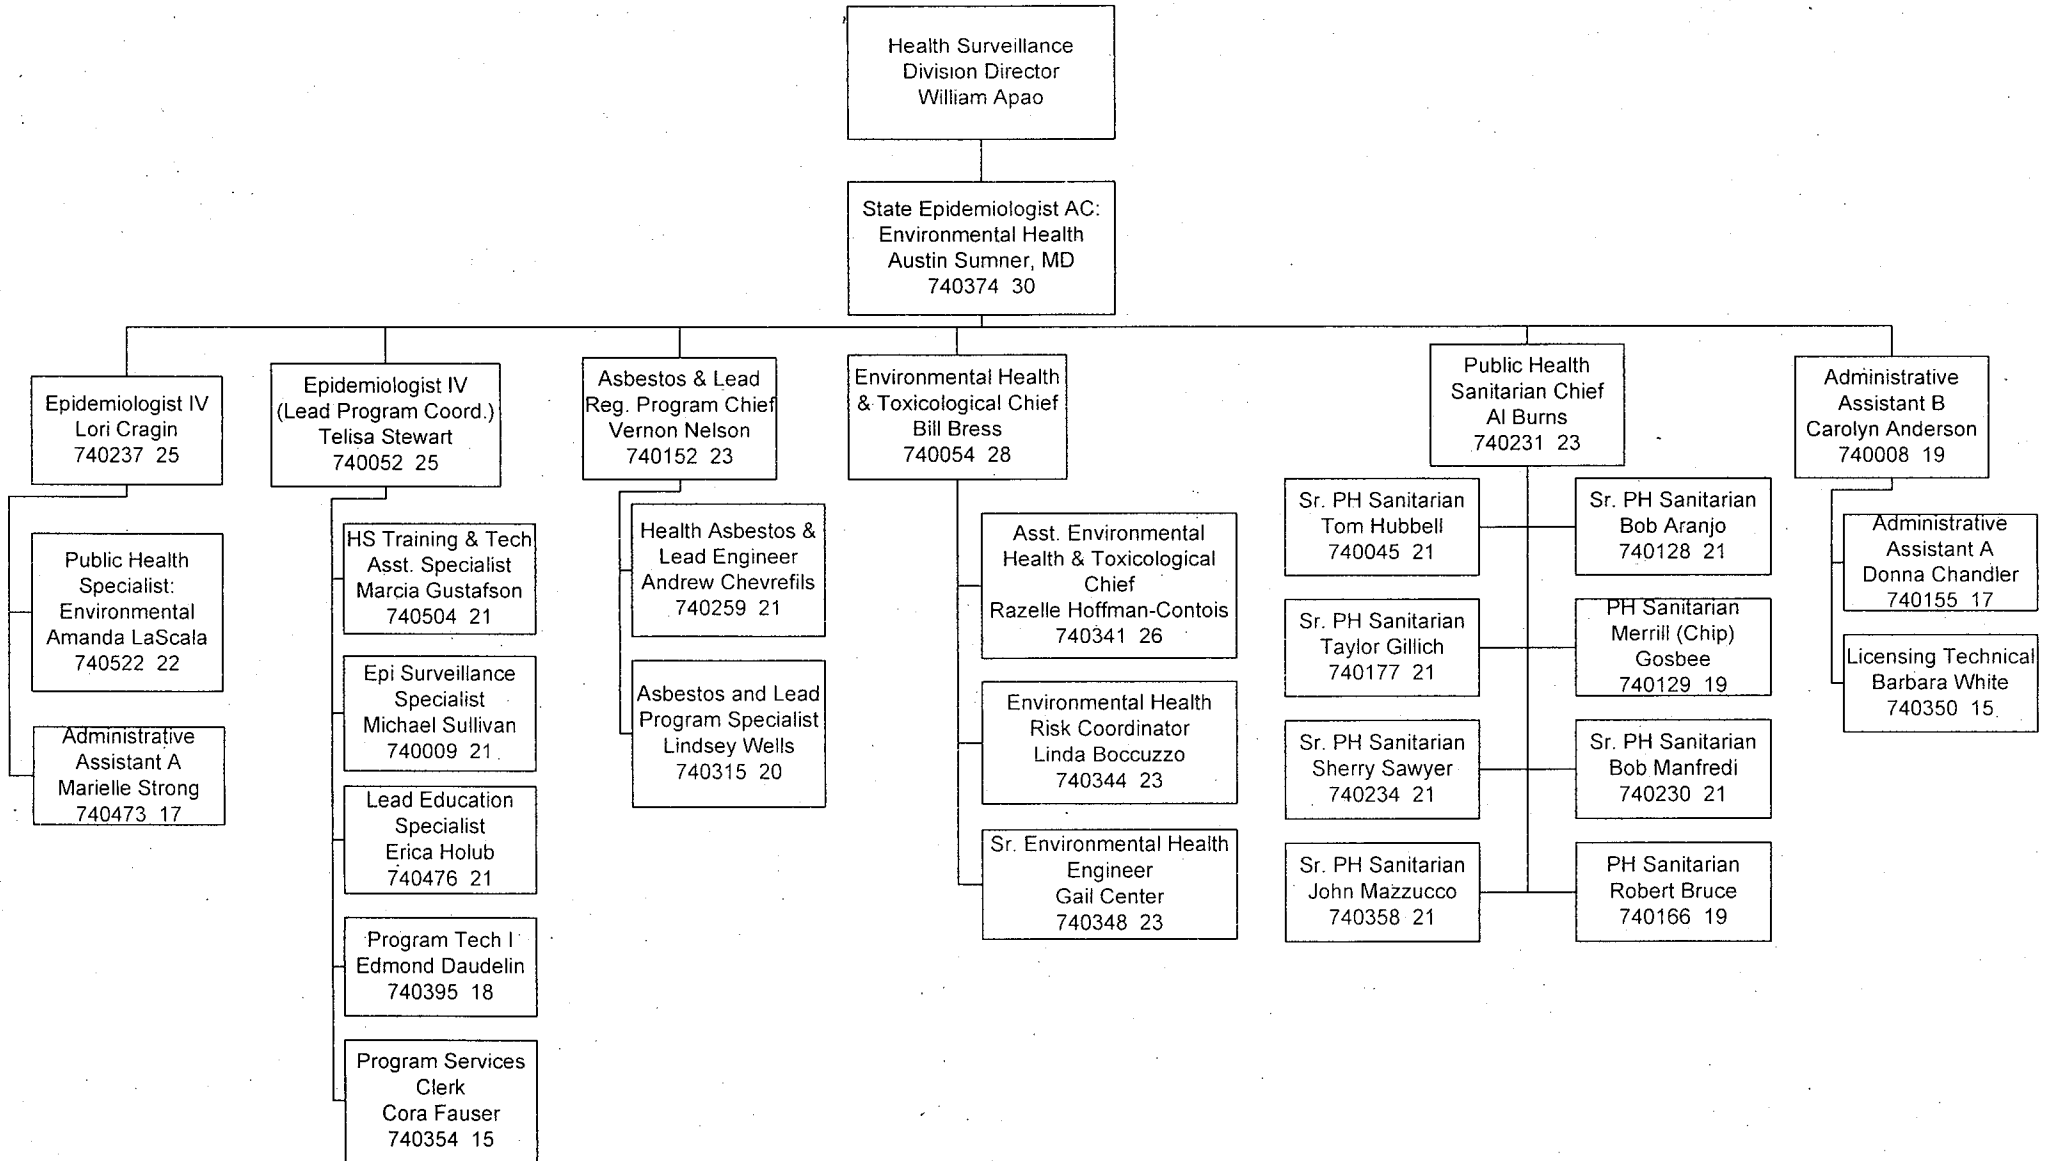 Health Surveillance
Division Director
William Apao
State Epidemiologist AC:
Environmental Health
Austin Sumner, MD
740374 30
Epidemiologist IV
Lori Cragin
740237 25
Public Health
Specialist:
Environmental
Amanda LaScala
740522 22
Administrative
Assistant A
Marielle Strong
740473 17
Epidemiologist IV
(Lead Program Coord.)
Telisa Stewart
740052 25
HS Training & Tech
Asst. Specialist
Marcia Gustafson
740504 21
Epi Surveillance
Specialist
Michael Sullivan
740009 21
Lead Education
Specialist
Erica Holub
740476 21
Program Tech I
Edmond Daudelin
740395 18
Program Services
Clerk
Cora Fauser
740354 15
Asbestos & Lead
Reg. Program Chief
Vernon Nelson
740152 23
Health Asbestos &
Lead Engineer
Andrew Chevrefils
740259 21
Asbestos and Lead
Program Specialist
Lindsey Wells
740315 20
Environmental Health
& Toxicological Chief
Bill Bress
740054 28
Asst. Environmental
Health & Toxicological
Chief
Razelle Hoffman-Contois
740341 26
Environmental Health
Risk Coordinator
Linda Boccuzzo
740344 23
Sr. Environmental Health
Engineer
Gail Center
740348 23
Public Health
Sanitarian Chief
Al Burns
740231 23
Sr. PH Sanitarian
Tom Hubbell
740045 21
Sr. PH Sanitarian
Bob Aranjo
740128 21
Sr. PH Sanitarian
Taylor Gillich
740177 21
PH Sanitarian
Merrill (Chip)
Gosbee
740129 19
Sr. PH Sanitarian
Sherry Sawyer
740234 21
Sr. PH Sanitarian
Bob Manfredi
740230 21
Sr. PH Sanitarian
John Mazzucco
740358 21
PH Sanitarian
Robert Bruce
740166 19
Administrative
Assistant B
Carolyn Anderson
740008 19
Administrative
Assistant A
Donna Chandler
740155 17
Licensing Technical
Barbara White
740350 15